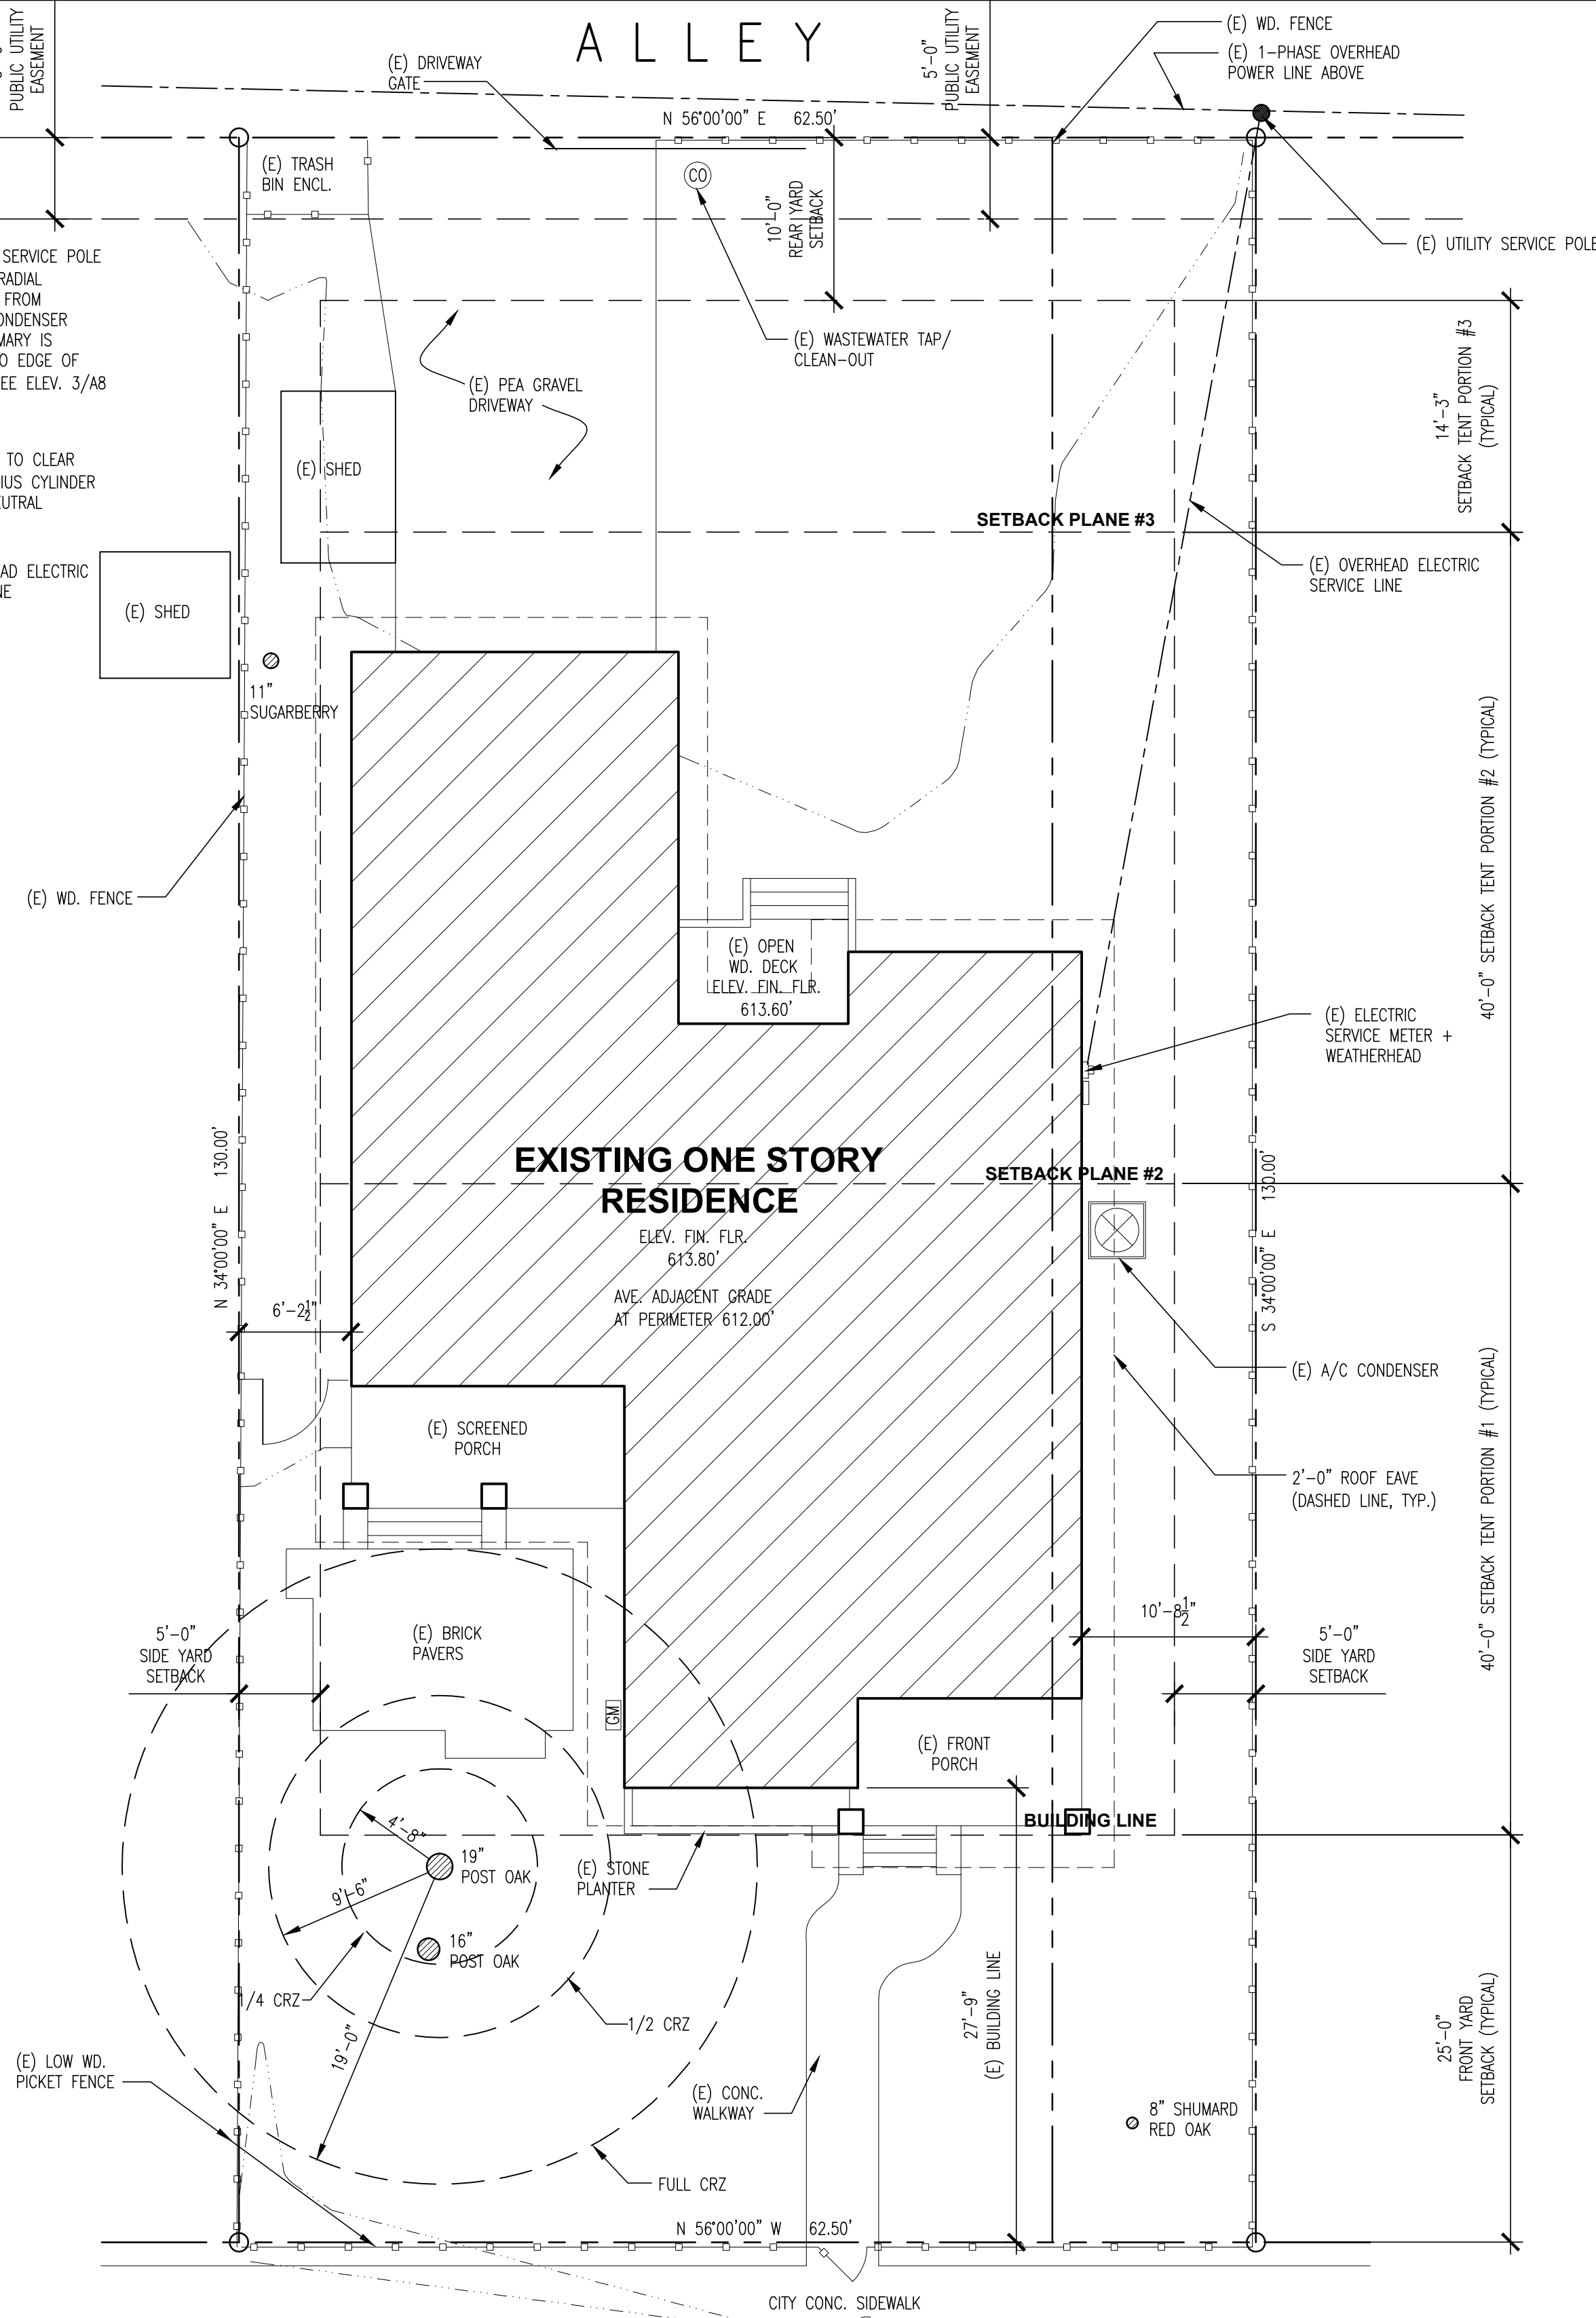 PUBLIC UTILITY
EASEMENT
(E) DRIVEWAY
GATE
ALLEY
5'-0"
PUBLIC UTILITY
EASEMENT
(E) WD. FENCE
(E) 1-PHASE OVERHEAD
POWER LINE ABOVE
N 56°00'00" E 62.50'
(E) TRASH
BIN ENCL.
CO
10'-0"
REAR YARD
SETBACK
(E) UTILITY SERVICE POLE
SERVICE POLE
RADIAL
FROM
ONDENSER
MARY IS
O EDGE OF
EE ELEV. 3/A8
(E) WASTEWATER TAP/
CLEAN-OUT
(E) PEA GRAVEL
DRIVEWAY
14'-3"
SETBACK TENT PORTION #3
(TYPICAL)
TO CLEAR
IUS CYLINDER
EUTRAL
(E) SHED
SETBACK PLANE #3
AD ELECTRIC
NE
(E) SHED
(E) OVERHEAD ELECTRIC
SERVICE LINE
11"
SUGARBERRY
40'-0" SETBACK TENT PORTION #2 (TYPICAL)
(E) WD. FENCE
(E) OPEN
WD. DECK
ELEV. FIN. FLR.
613.60'
(E) ELECTRIC
SERVICE METER +
WEATHERHEAD
EXISTING ONE STORY
RESIDENCE
ELEV. FIN. FLR.
613.80'
AVE. ADJACENT GRADE
AT PERIMETER 612.00'
SETBACK PLANE #2
N 34°00'00" E 130.00'
S 34°00'00" E 130.00'
6'-2½"
(E) A/C CONDENSER
40'-0" SETBACK TENT PORTION #1 (TYPICAL)
(E) SCREENED
PORCH
2'-0" ROOF EAVE
(DASHED LINE, TYP.)
10'-8½"
5'-0"
SIDE YARD
SETBACK
(E) BRICK
PAVERS
5'-0"
SIDE YARD
SETBACK
GM
(E) FRONT
PORCH
BUILDING LINE
4'-8"
19"
POST OAK
(E) STONE
PLANTER
9'-6"
16"
POST OAK
1/4 CRZ
1/2 CRZ
19'-0"
27'-9"
(E) BUILDING LINE
25'-0"
FRONT YARD
SETBACK (TYPICAL)
(E) LOW WD.
PICKET FENCE
(E) CONC.
WALKWAY
8" SHUMARD
RED OAK
FULL CRZ
N 56°00'00" W 62.50'
CITY CONC. SIDEWALK